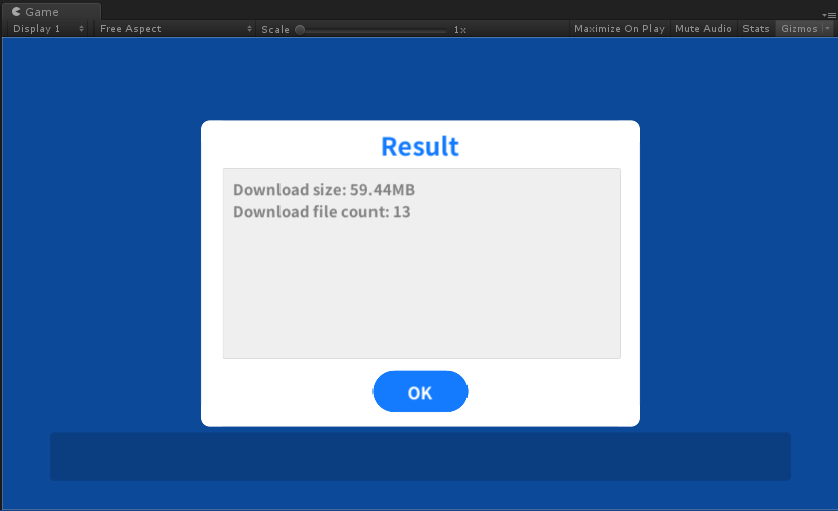 Game
Display 1 Free Aspect Scale 1x Maximize On Play Mute Audio Stats Gizmos
Result
Download size: 59.44MB
Download file count: 13
OK